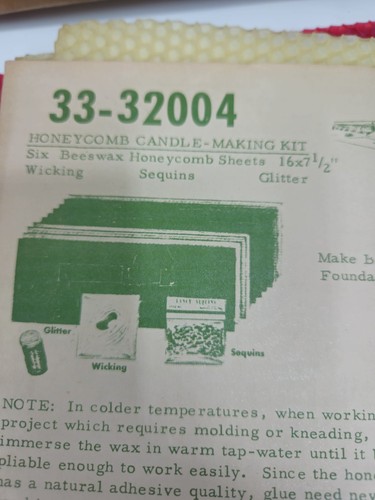 33-32004
HONEYCOMB CANDLE-MAKING KIT
Six Beeswax Honeycomb Sheets 16x7 1/2"
Wicking Sequins Glitter
Make b
Founda
Glitter
Wicking
Sequins
NOTE: In colder temperatures, when workin
project which requires molding or kneading,
immerse the wax in warm tap-water until it
pliable enough to work easily. Since the hon
has a natural adhesive quality, glue need ne